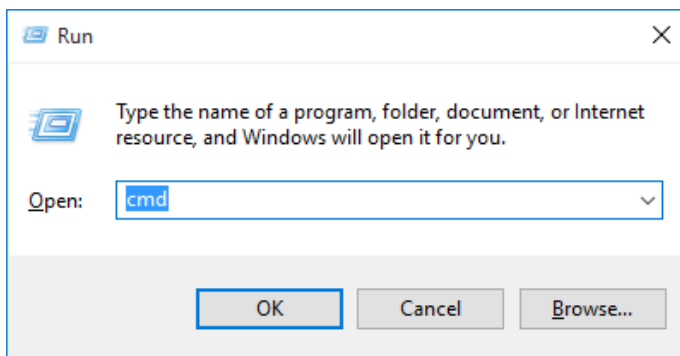 Run
Type the name of a program, folder, document, or Internet
resource, and Windows will open it for you.
Open: cmd
OK Cancel Browse...